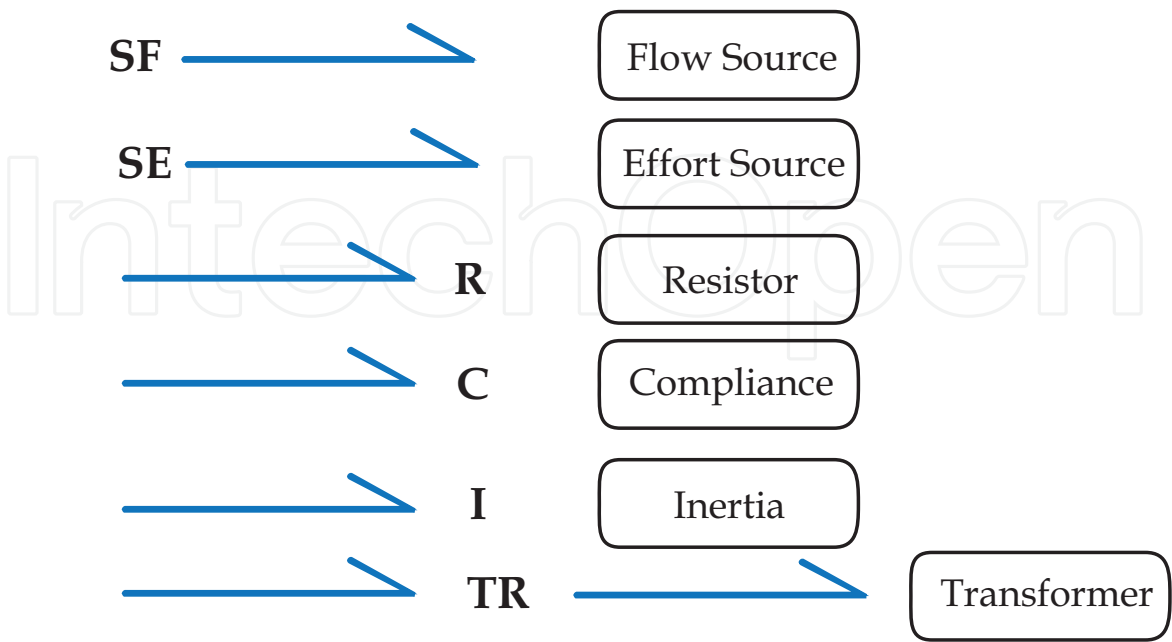 SF Flow Source
SE Effort Source
R Resistor
C Compliance
I Inertia
TR Transformer
IntechOpen